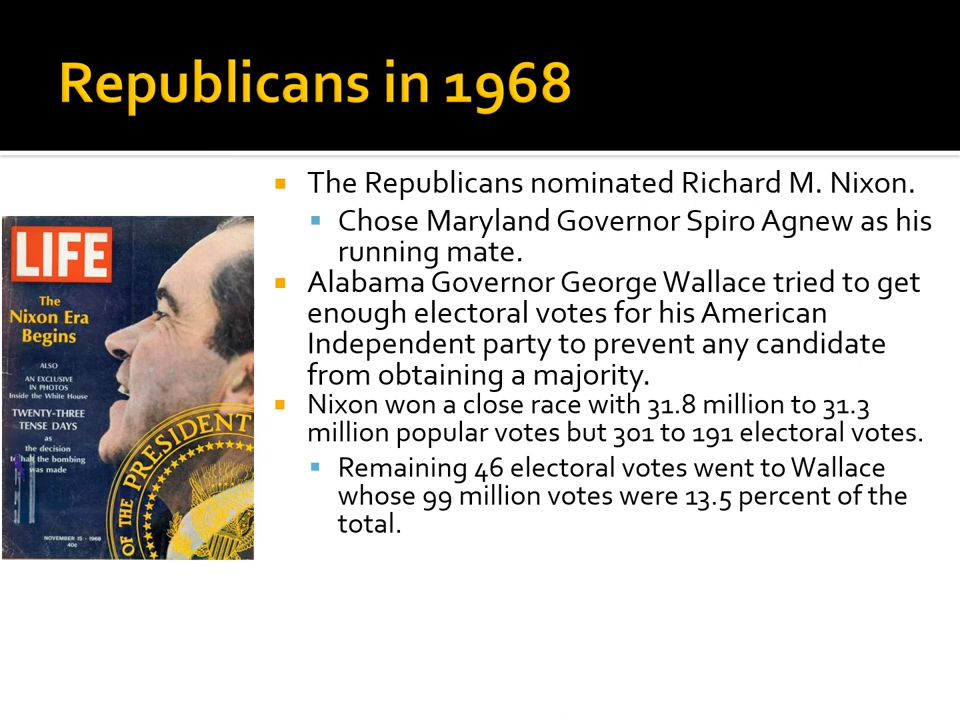 Republicans in 1968
The Republicans nominated Richard M. Nixon.
Chose Maryland Governor Spiro Agnew as his
running mate.
Alabama Governor George Wallace tried to get
enough electoral votes for his American
Independent party to prevent any candidate
from obtaining a majority.
Nixon won a close race with 31.8 million to 31.3
million popular votes but 301 to 191 electoral votes.
Remaining 46 electoral votes went to Wallace
whose 99 million votes were 13.5 percent of the
total.
LIFE
The
Nixon Era
Begins
ALSO
AN EXCLUSIVE
IN PHOTOS
Inside the White House
TWENTY-THREE
TENSE DAYS
as
the decision
to halt the bombing
was made
NOVEMBER 15 · 1968
40¢
OF THE PRESIDENT